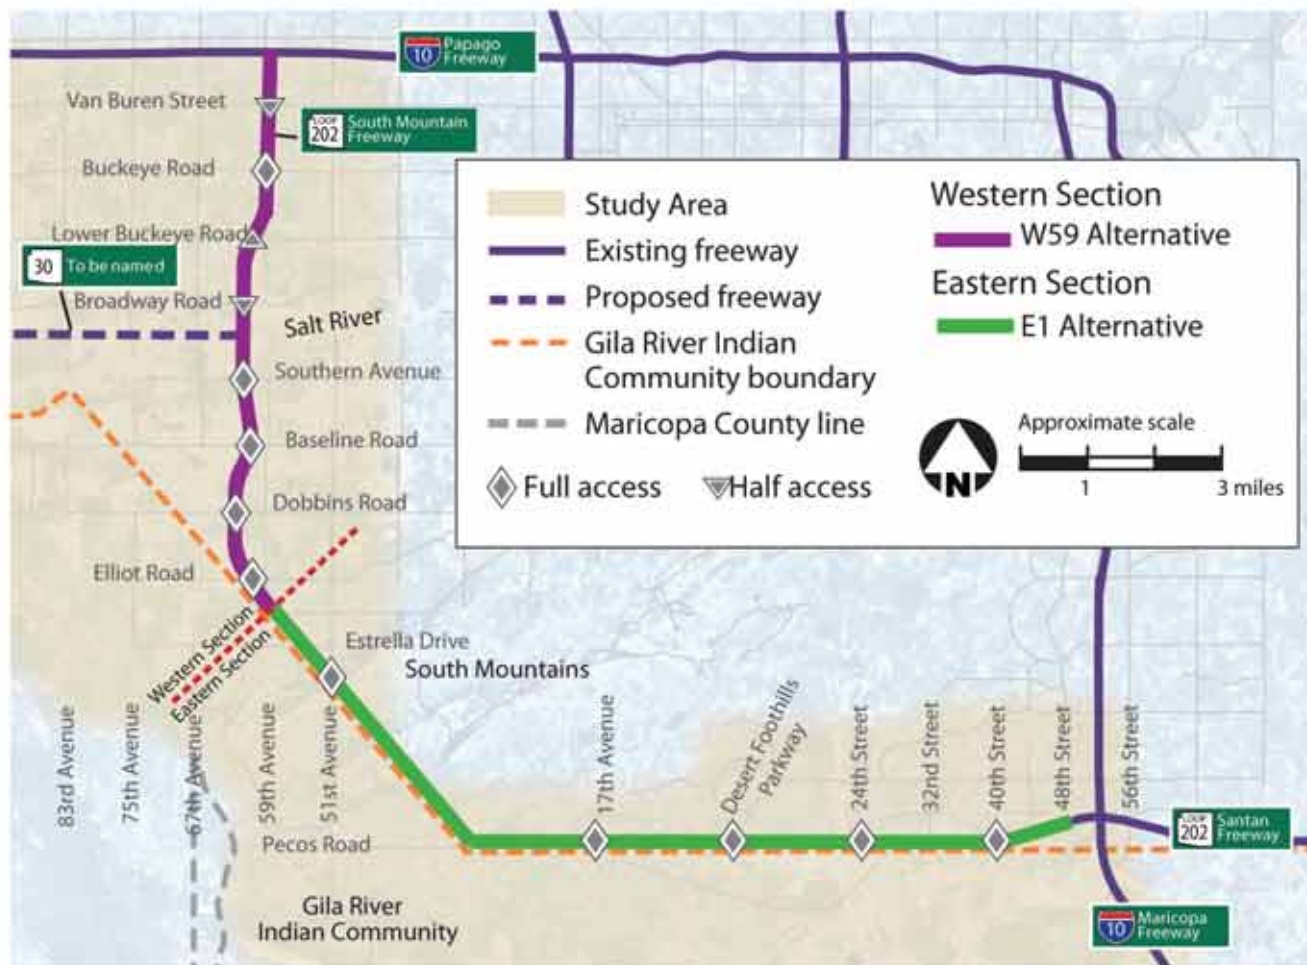 10 Papago
Freeway
Van Buren Street
LOOP
202
South Mountain
Freeway
Buckeye Road
Lower Buckeye Road
30 To be named
Broadway Road
Salt River
Southern Avenue
Baseline Road
Dobbins Road
Elliot Road
Western Section
Eastern Section
Estrella Drive
South Mountains
Study Area
Existing freeway
Proposed freeway
Gila River Indian
Community boundary
Maricopa County line
Full access
Half access
Western Section
W59 Alternative
Eastern Section
E1 Alternative
N
Approximate scale
1
3 miles
83rd Avenue
75th Avenue
67th Avenue
59th Avenue
51st Avenue
17th Avenue
Desert Foothills
Parkway
24th Street
32nd Street
40th Street
48th Street
56th Street
Pecos Road
LOOP
202
Santan
Freeway
Gila River
Indian Community
10 Maricopa
Freeway